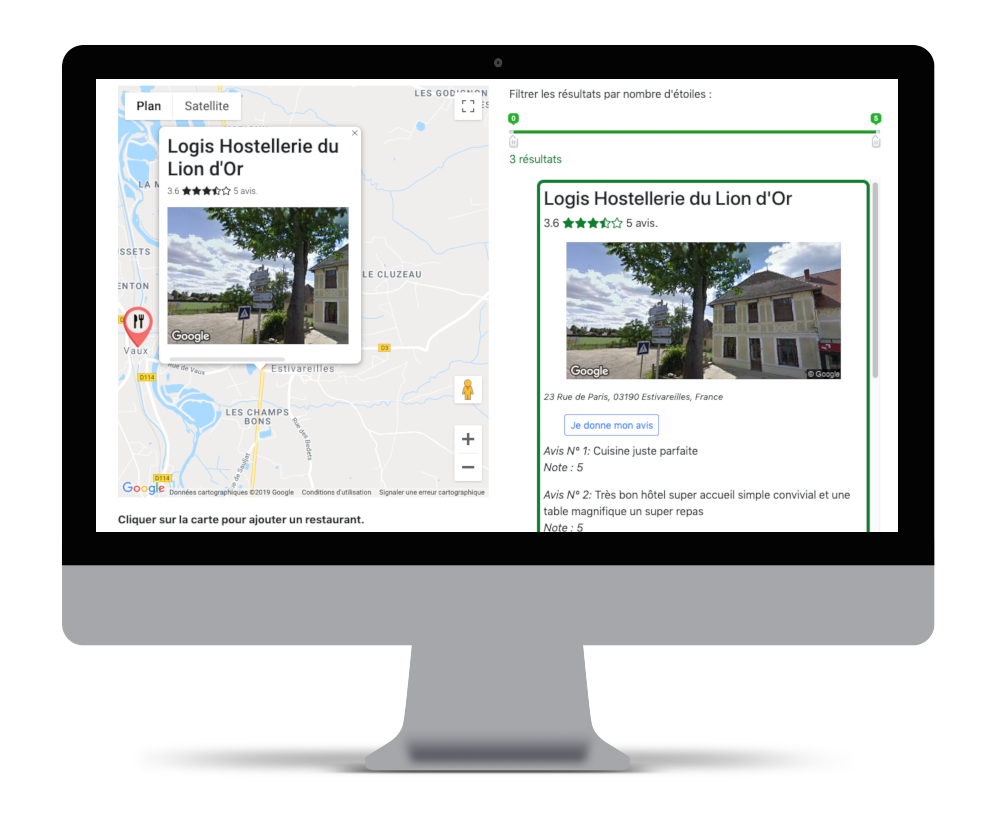 LES GODIGNON
Plan Satellite
LA M
ISSETS
ENTON
LE CLUZEAU
Vaux
Rue de Vaux
D114
D3
Estivareilles
LES CHAMPS
BONS
Rue des Bedets
D114
Google
Données cartographiques ©2019 Google Conditions d'utilisation Signaler une erreur cartographique
×
Logis Hostellerie du
Lion d'Or
3.6 5 avis.
Google
Cliquer sur la carte pour ajouter un restaurant.
Filtrer les résultats par nombre d'étoiles :
0 5
3 résultats
Logis Hostellerie du Lion d'Or
3.6 5 avis.
Google
© Google
23 Rue de Paris, 03190 Estivareilles, France
Je donne mon avis
Avis N° 1: Cuisine juste parfaite
Note : 5
Avis N° 2: Très bon hôtel super accueil simple convivial et une
table magnifique un super repas
Note : 5